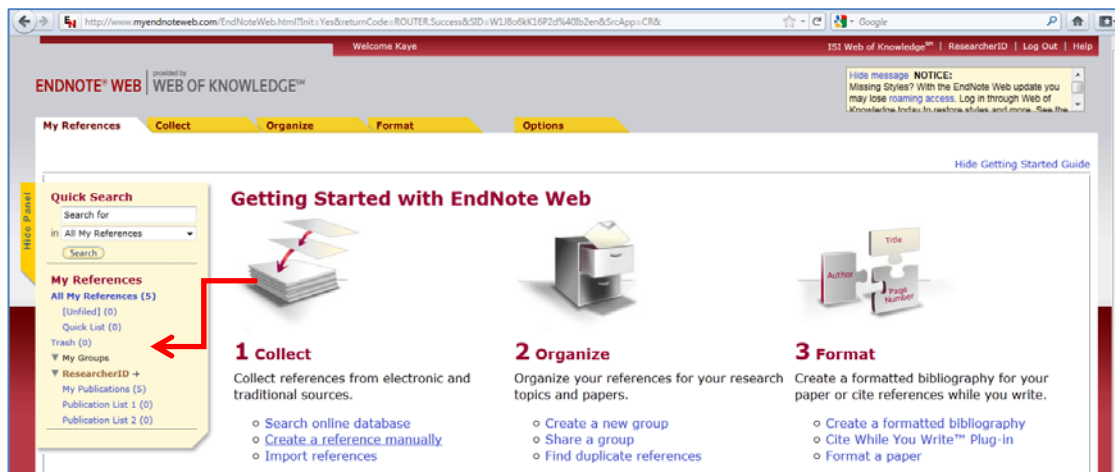 http://www.myendnoteweb.com/EndNoteWeb.html?Init=Yes&returnCode=ROUTER.Success&SID=W1J8o6kK16P2d%40Ib2en&SrcApp=CR&
Google
Welcome Kaye
ISI Web of Knowledge℠ | ResearcherID | Log Out | Help
ENDNOTE® WEB
provided by
WEB OF KNOWLEDGE℠
Hide message NOTICE:
Missing Styles? With the EndNote Web update you
may lose roaming access. Log in through Web of
Knowledge today to restore styles and more. See the
My References Collect Organize Format Options
Hide Getting Started Guide
Hide Panel
Quick Search
Search for
in All My References
Search
My References
All My References (5)
[Unfiled] (0)
Quick List (0)
Trash (0)
▼ My Groups
▼ ResearcherID →
My Publications (5)
Publication List 1 (0)
Publication List 2 (0)
Getting Started with EndNote Web
Title
Author
Page
Number
1 Collect
Collect references from electronic and
traditional sources.
Search online database
Create a reference manually
Import references
2 Organize
Organize your references for your research
topics and papers.
Create a new group
Share a group
Find duplicate references
3 Format
Create a formatted bibliography for your
paper or cite references while you write.
Create a formatted bibliography
Cite While You Write™ Plug-in
Format a paper